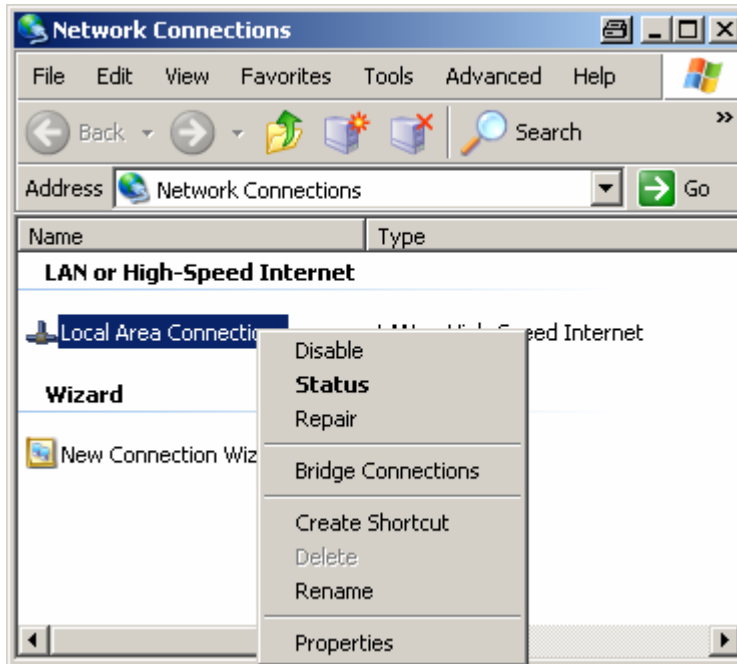 Network Connections
File Edit View Favorites Tools Advanced Help
Back Search »
Address Network Connections Go
Name Type
LAN or High-Speed Internet
Local Area Connectio eed Internet
Disable
Status
Repair
Wizard
New Connection Wiz
Bridge Connections
Create Shortcut
Delete
Rename
Properties